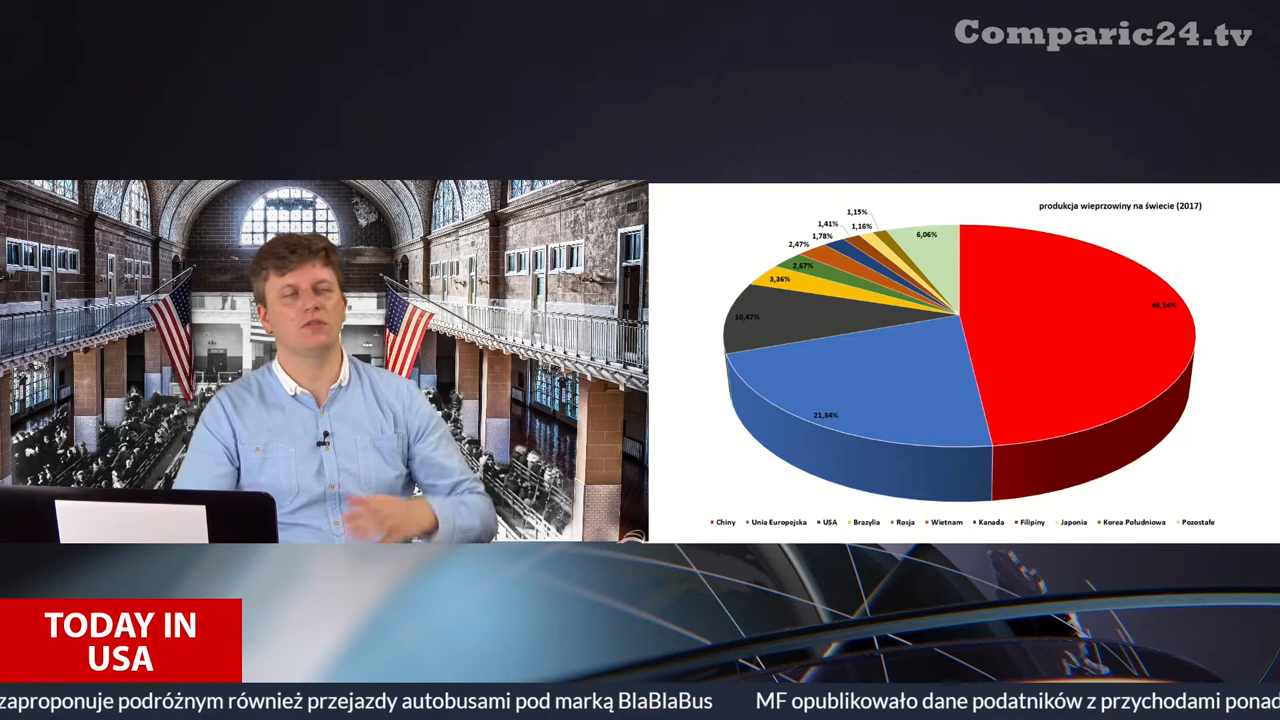 Comparic24.tv
produkcja wieprzowiny na świecie (2017)
1,15%
1,41%
1,16%
6,06%
1,78%
2,47%
2,67%
3,36%
10,47%
21,34%
Chiny Unia Europejska USA Brazylia Rosja Wietnam Kanada Filipiny Japonia Korea Południowa Pozostałe
TODAY IN
USA
zaproponuje podróżnym również przejazdy autobusami pod marką BlaBlaBus MF opublikowało dane podatników z przychodami ponad